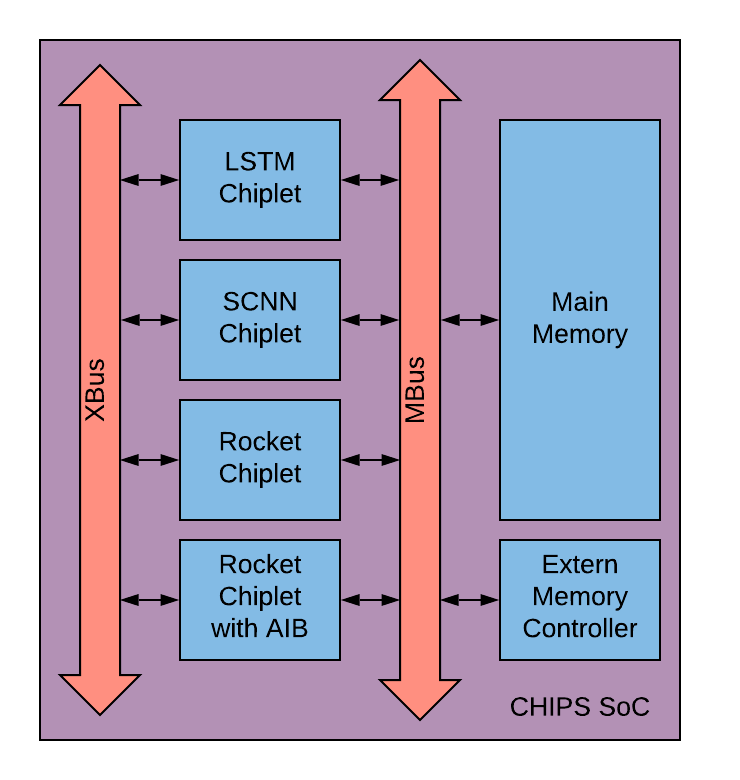 XBus
LSTM
Chiplet
SCNN
Chiplet
Rocket
Chiplet
Rocket
Chiplet
with AIB
MBus
Main
Memory
Extern
Memory
Controller
CHIPS SoC